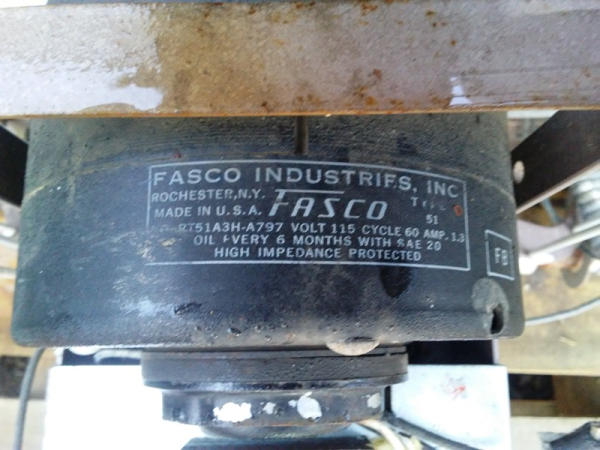 FASCO INDUSTRIES, INC
ROCHESTER, N.Y. FASCO TYPE
MADE IN U.S.A. 51
RT51A3H-A797 VOLT 115 CYCLE 60 AMP. 1.3
OIL EVERY 6 MONTHS WITH SAE 20
HIGH IMPEDANCE PROTECTED
FB